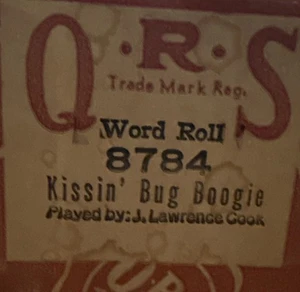 Q·R·S
Trade Mark Reg.
Word Roll
8784
Kissin' Bug Boogie
Played by: J. Lawrence Cook